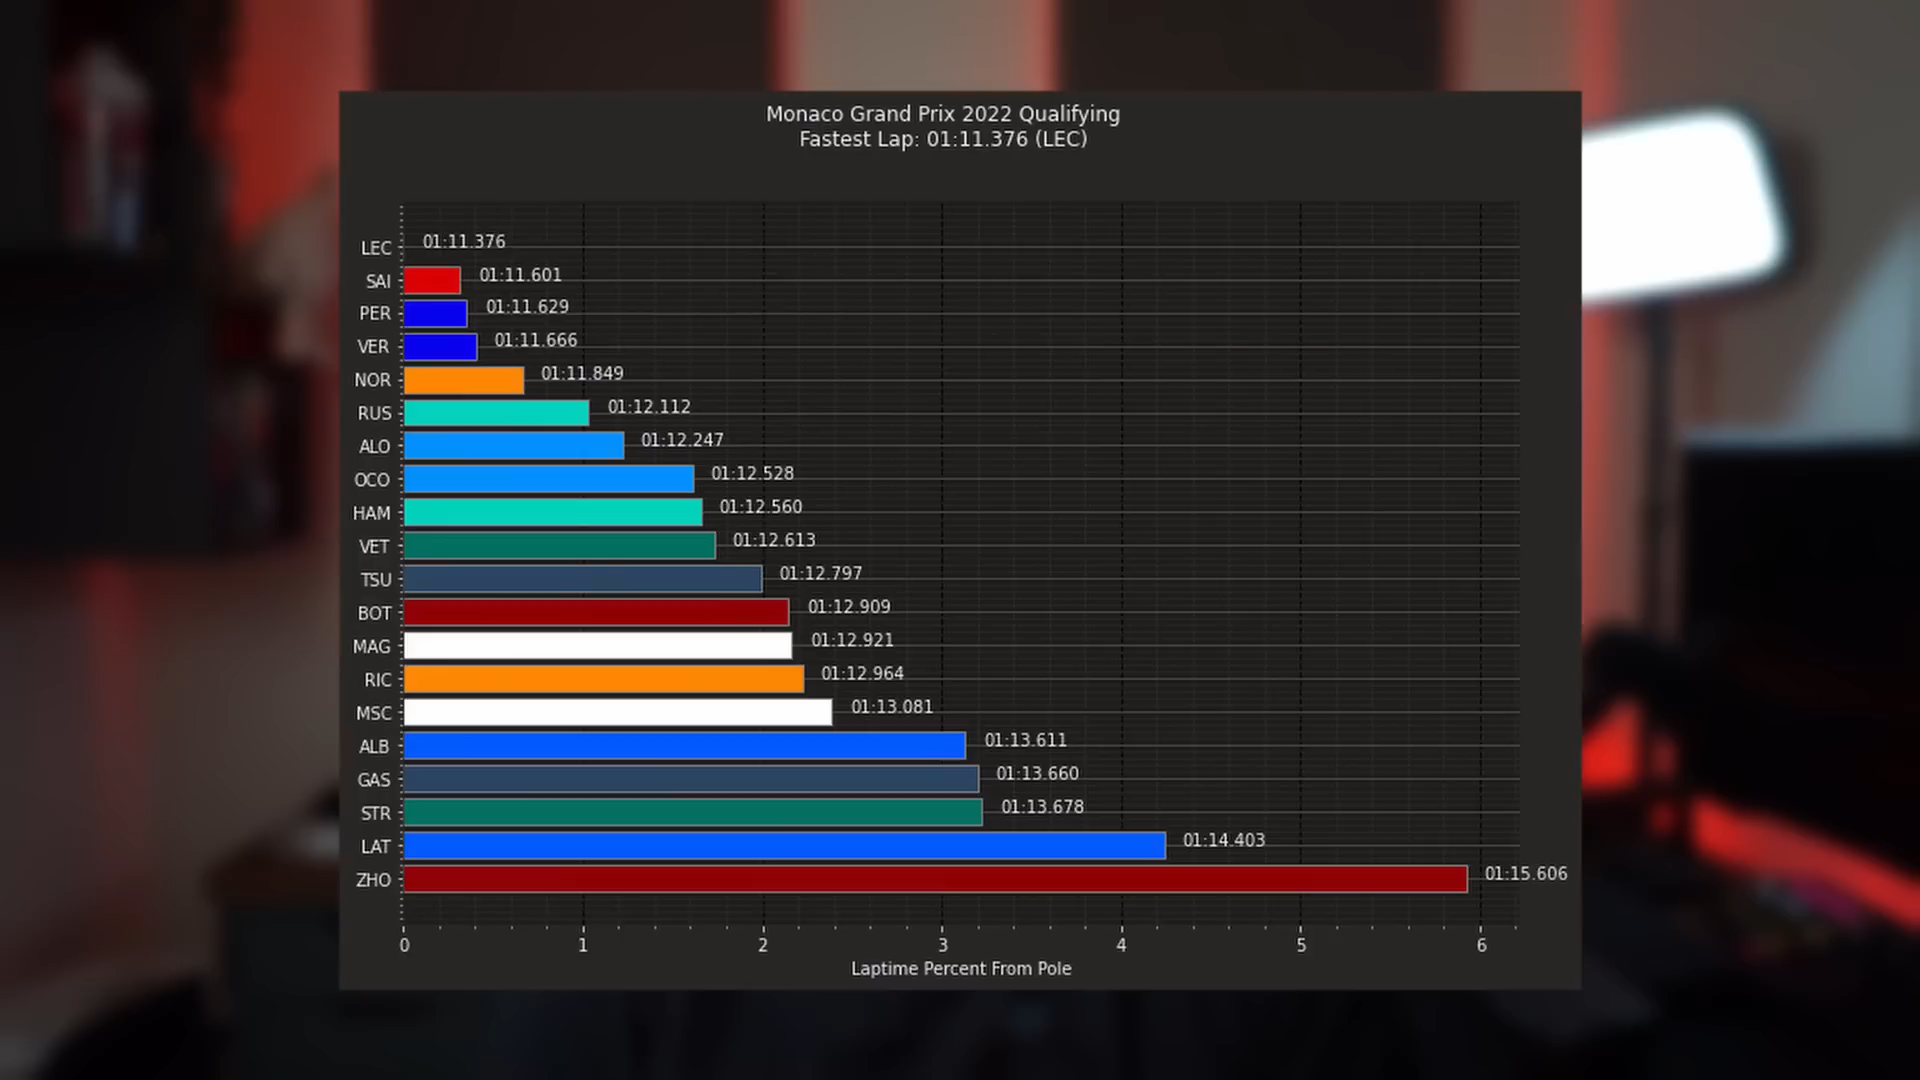 Monaco Grand Prix 2022 Qualifying
Fastest Lap: 01:11.376 (LEC)
LEC 01:11.376
SAI 01:11.601
PER 01:11.629
VER 01:11.666
NOR 01:11.849
RUS 01:12.112
ALO 01:12.247
OCO 01:12.528
HAM 01:12.560
VET 01:12.613
TSU 01:12.797
BOT 01:12.909
MAG 01:12.921
RIC 01:12.964
MSC 01:13.081
ALB 01:13.611
GAS 01:13.660
STR 01:13.678
LAT 01:14.403
ZHO 01:15.606
0 1 2 3 4 5 6
Laptime Percent From Pole